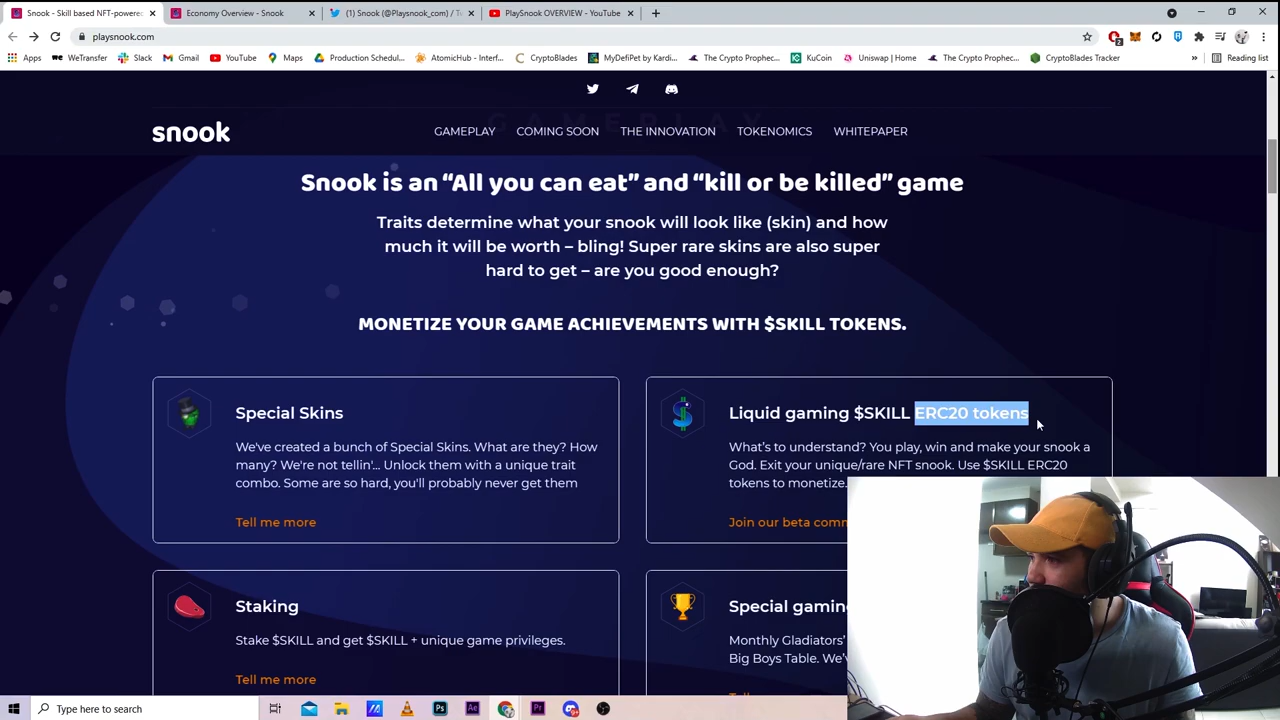 Snook - Skill based NFT-powere
Economy Overview - Snook
(1) Snook (@Playsnook_com) / T
PlaySnook OVERVIEW - YouTube
playsnook.com
Apps
WeTransfer
Slack
Gmail
YouTube
Maps
Production Schedul...
AtomicHub - Interf...
CryptoBlades
MyDefiPet by Kardi...
The Crypto Prophec...
KuCoin
Uniswap | Home
The Crypto Prophec...
CryptoBlades Tracker
Reading list
GAMEPLAY
snook
GAMEPLAY
COMING SOON
THE INNOVATION
TOKENOMICS
WHITEPAPER
Snook is an “All you can eat” and “kill or be killed” game
Traits determine what your snook will look like (skin) and how
much it will be worth – bling! Super rare skins are also super
hard to get – are you good enough?
MONETIZE YOUR GAME ACHIEVEMENTS WITH $SKILL TOKENS.
Special Skins
We've created a bunch of Special Skins. What are they? How
many? We're not tellin'... Unlock them with a unique trait
combo. Some are so hard, you'll probably never get them
Tell me more
Liquid gaming $SKILL ERC20 tokens
What’s to understand? You play, win and make your snook a
God. Exit your unique/rare NFT snook. Use $SKILL ERC20
tokens to monetize.
Join our beta comm
Staking
Stake $SKILL and get $SKILL + unique game privileges.
Tell me more
Special gaming
Monthly Gladiators’
Big Boys Table. We’v
Type here to search